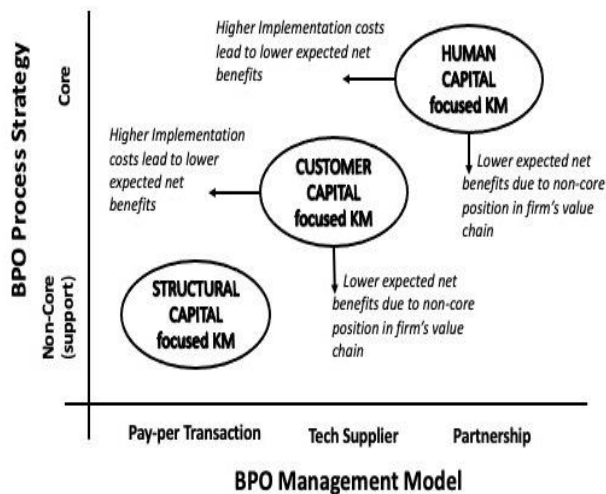 Higher Implementation costs
lead to lower expected net
benefits
HUMAN
CAPITAL
focused KM
Core
Higher Implementation
costs lead to lower
expected net
benefits
CUSTOMER
CAPITAL
focused KM
Lower expected net
benefits due to non-core
position in firm's value
chain
BPO Process Strategy
STRUCTURAL
CAPITAL
focused KM
Lower expected net
benefits due to non-core
position in firm's value
chain
Non-Core
(support)
Pay-per Transaction
Tech Supplier
Partnership
BPO Management Model